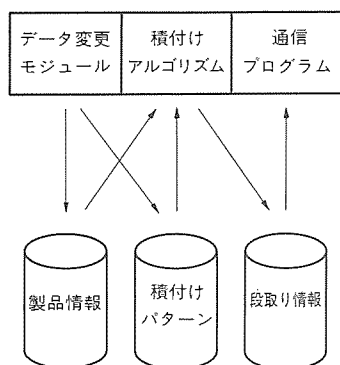 データ変更
モジュール
積付け
アルゴリズム
通信
プログラム
製品情報
積付け
パターン
段取り情報